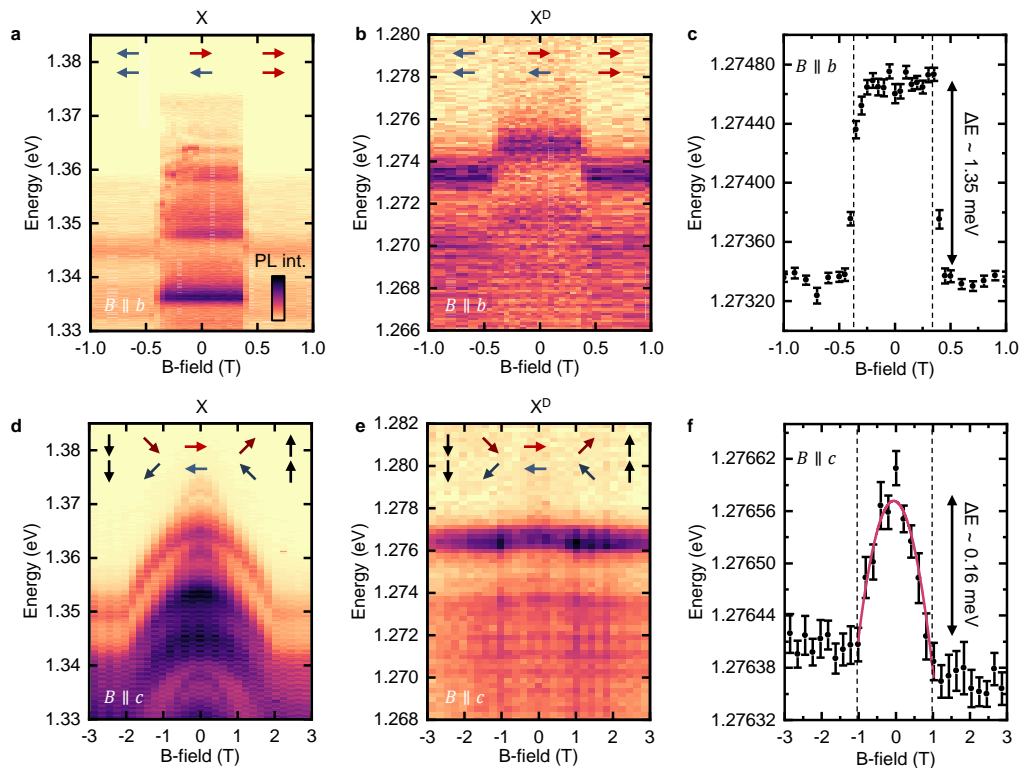 X
a
1.38
1.37
1.36
1.35
1.34
1.33
Energy (eV)
PL int.
B ∥ b
-1.0 -0.5 0 0.5 1.0
B-field (T)
X^D
b
1.280
1.278
1.276
1.274
1.272
1.270
1.268
1.266
Energy (eV)
B ∥ b
-1.0 -0.5 0 0.5 1.0
B-field (T)
c
B ∥ b
1.27480
1.27440
1.27400
1.27360
1.27320
Energy (eV)
ΔE ~ 1.35 meV
-1.0 -0.5 0 0.5 1.0
B-field (T)
X
d
1.38
1.37
1.36
1.35
1.34
1.33
Energy (eV)
B ∥ c
-3 -2 -1 0 1 2 3
B-field (T)
X^D
e
1.282
1.280
1.278
1.276
1.274
1.272
1.270
1.268
Energy (eV)
B ∥ c
-3 -2 -1 0 1 2 3
B-field (T)
f
B ∥ c
1.27662
1.27656
1.27650
1.27644
1.27638
1.27632
Energy (eV)
ΔE ~ 0.16 meV
-3 -2 -1 0 1 2 3
B-field (T)